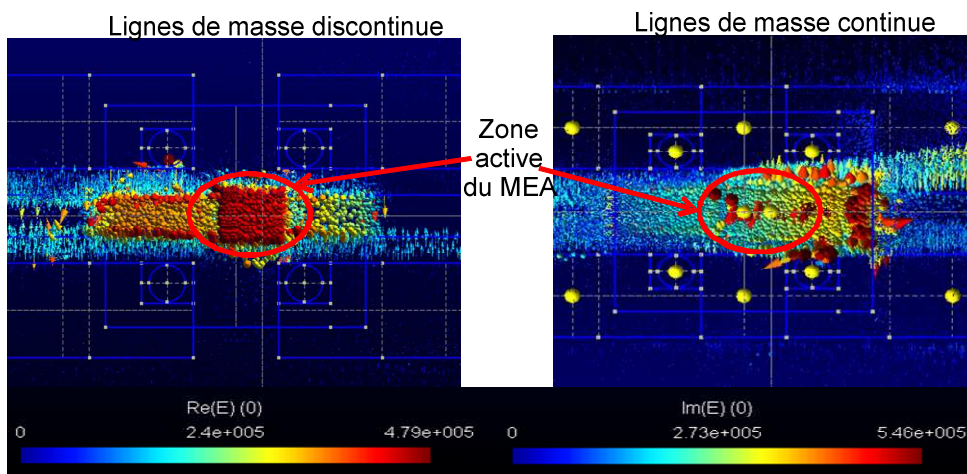 Lignes de masse discontinue
Lignes de masse continue
Zone
active
du MEA
Re(E) (0)
0 2.4e+005 4.79e+005
Im(E) (0)
0 2.73e+005 5.46e+005